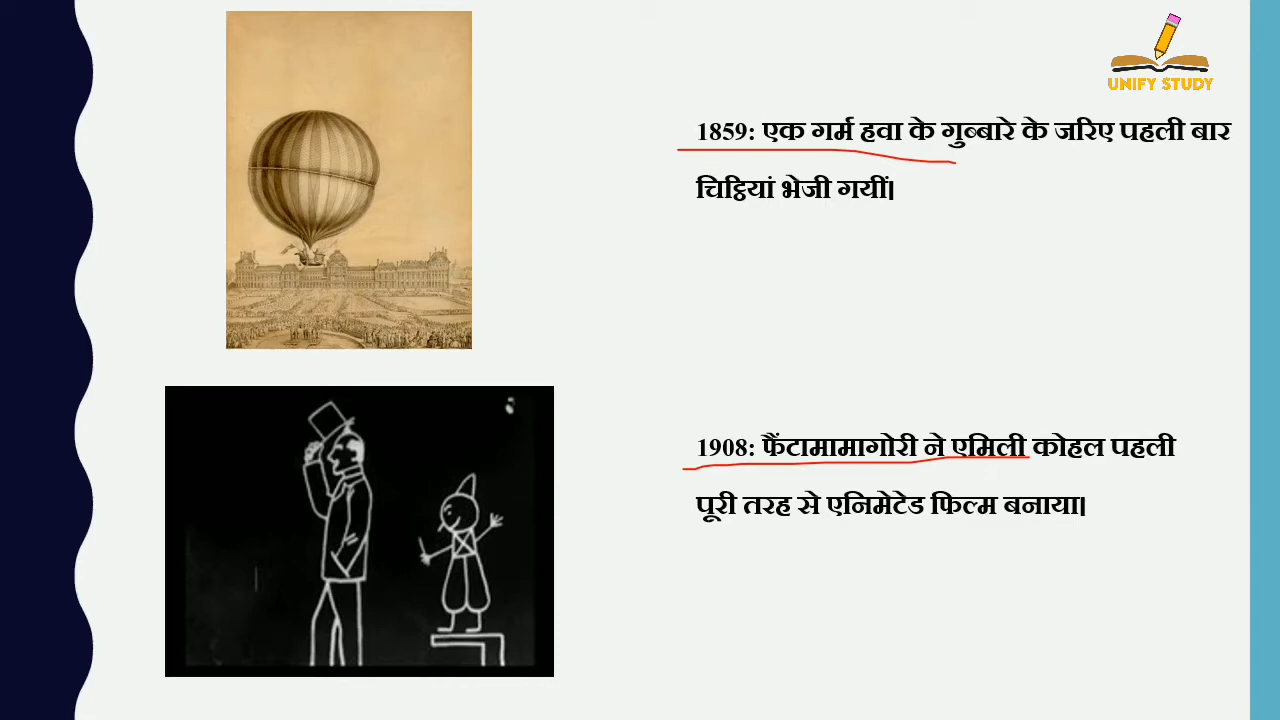 UNIFY STUDY
1859: एक गर्म हवा के गुब्बारे के जरिए पहली बार
चिट्ठियां भेजी गयीं।
1908: फैंटामामागोरी ने एमिली कोहल पहली
पूरी तरह से एनिमेटेड फिल्म बनाया।